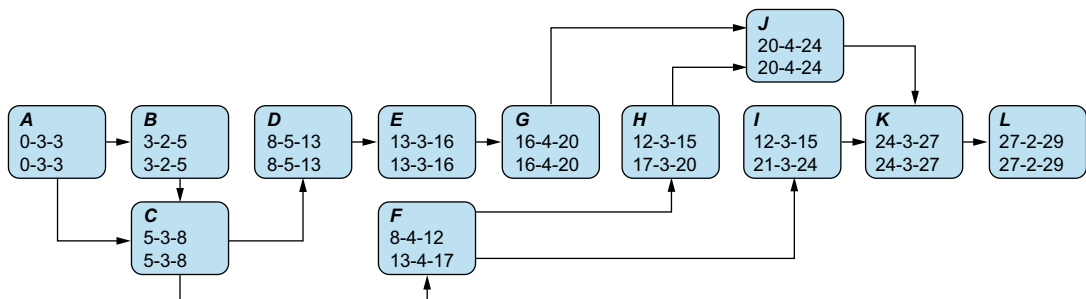 J
20-4-24
20-4-24
A
0-3-3
0-3-3
B
3-2-5
3-2-5
D
8-5-13
8-5-13
E
13-3-16
13-3-16
G
16-4-20
16-4-20
H
12-3-15
17-3-20
I
12-3-15
21-3-24
K
24-3-27
24-3-27
L
27-2-29
27-2-29
C
5-3-8
5-3-8
F
8-4-12
13-4-17